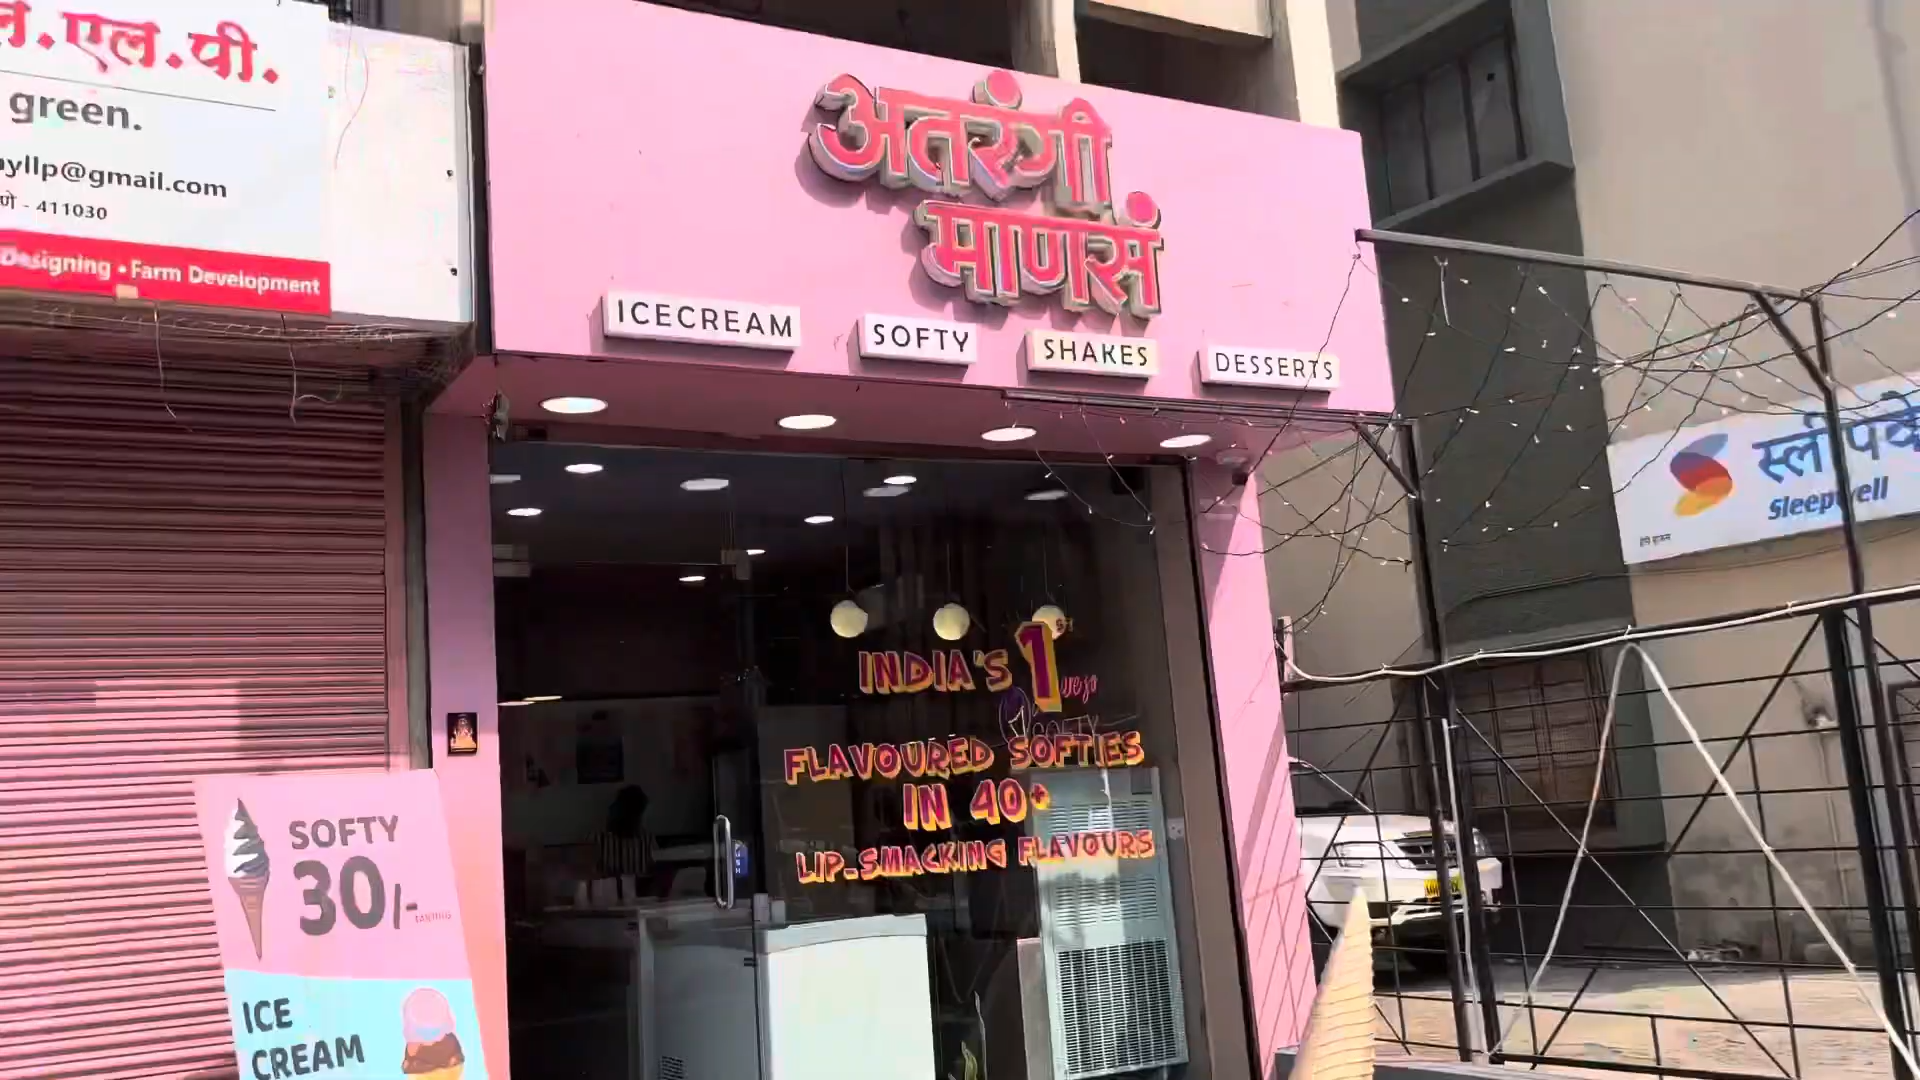 एल.पी.
green.
yllp@gmail.com
णे - 411030
Designing • Farm Development
अतरंगी
माणसं
ICECREAM
SOFTY
SHAKES
DESSERTS
स्लीपवे
Sleepwell
INDIA'S 1ST
FLAVOURED SOFTIES
IN 40+
LIP-SMACKING FLAVOURS
SOFTY
30/-
ICE
CREAM